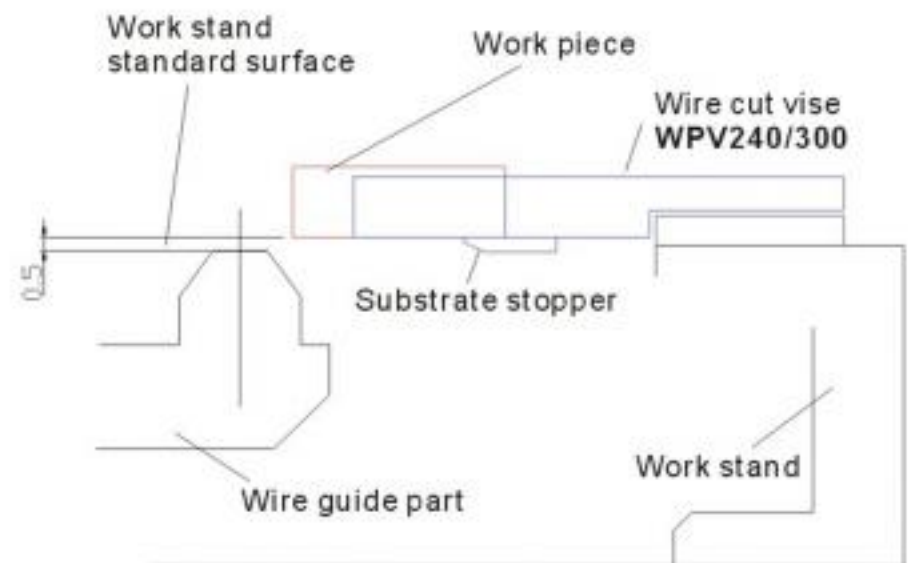 Work stand
standard surface
Work piece
Wire cut vise
WPV240/300
0.5
Substrate stopper
Work stand
Wire guide part